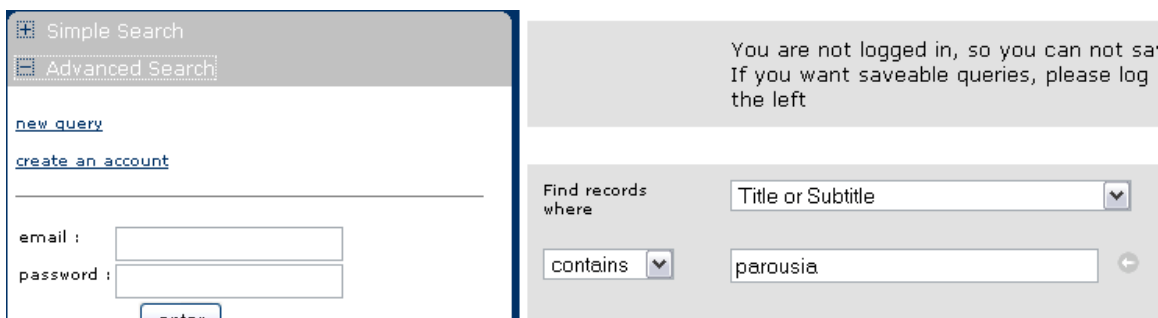 Simple Search
Advanced Search
new query
create an account
email :
password :
enter
You are not logged in, so you can not
If you want saveable queries, please log
the left
Find records
where
Title or Subtitle
contains
parousia